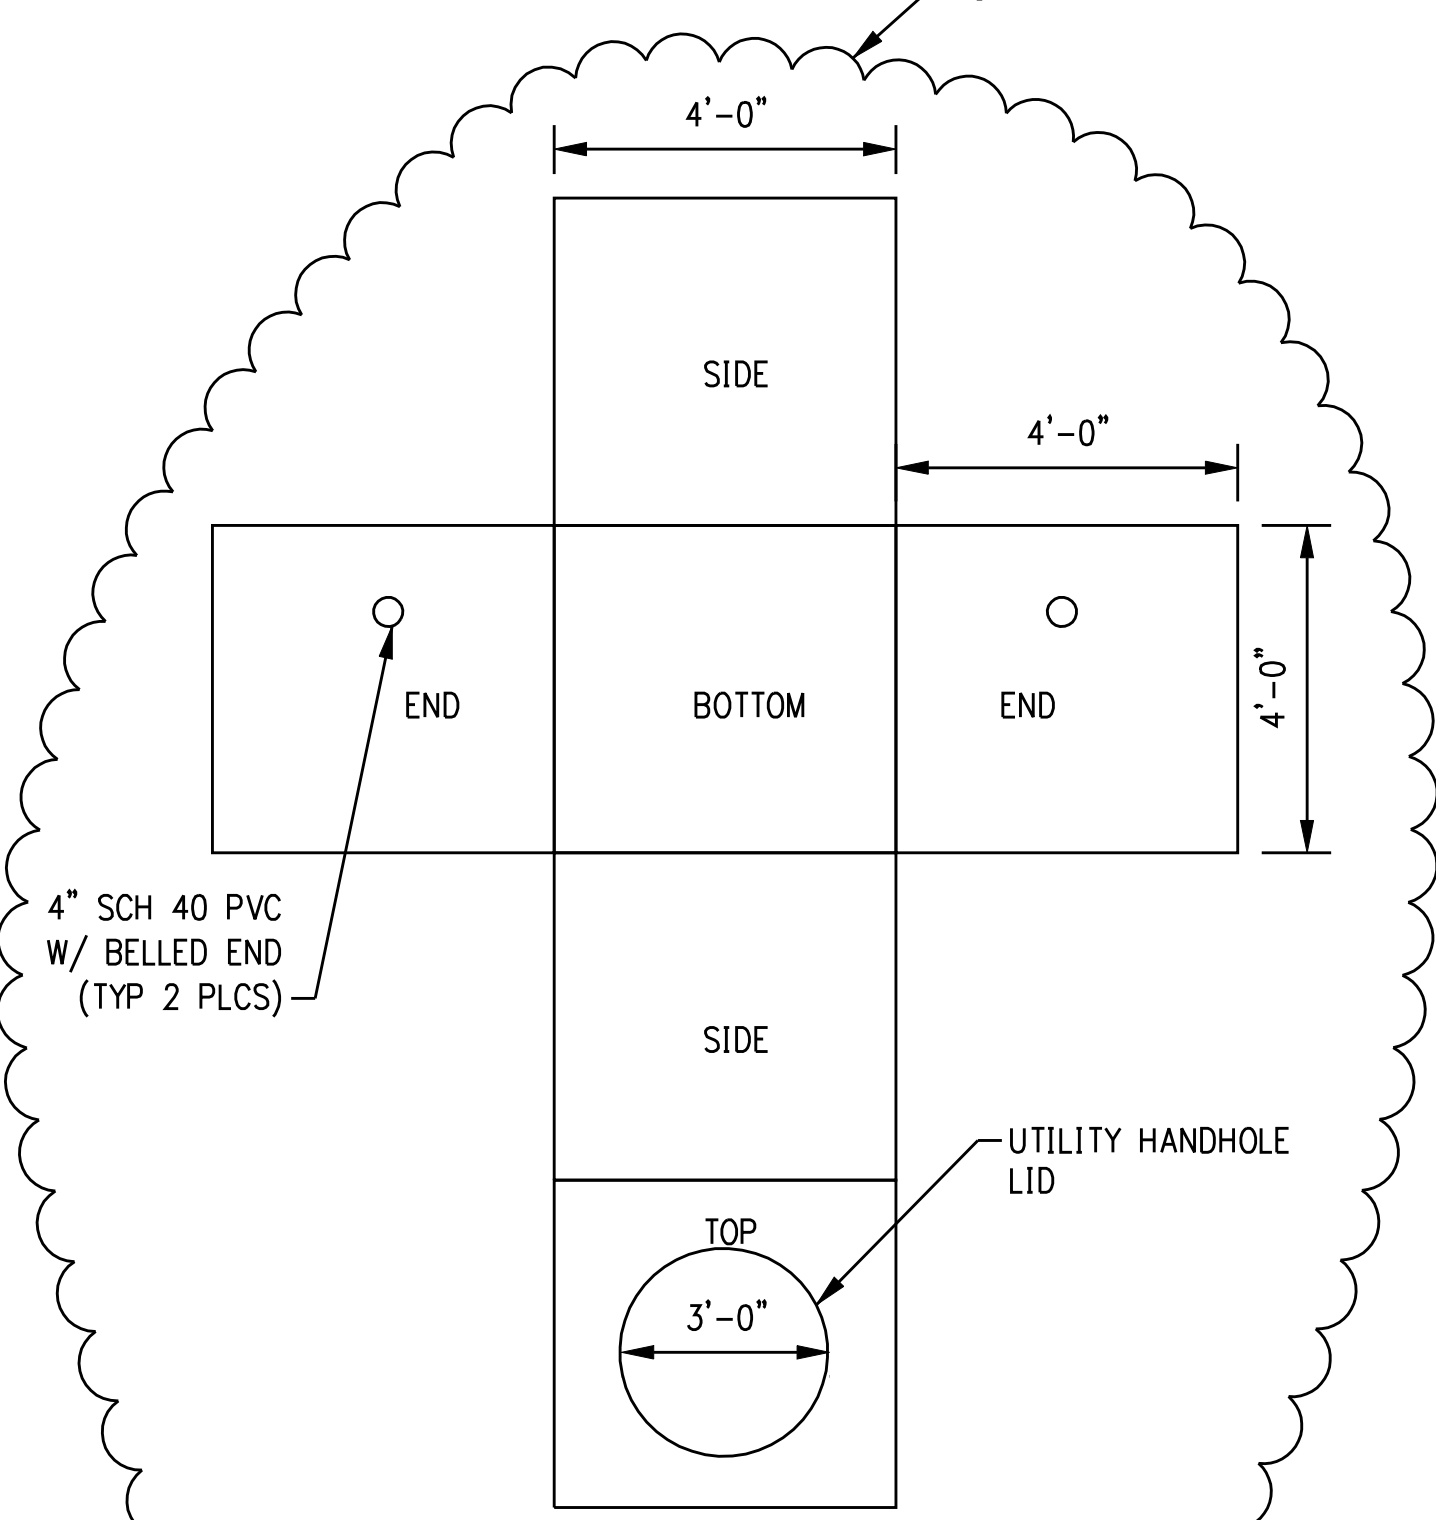 4'-0"
SIDE
4'-0"
4'-0"
END
BOTTOM
END
4" SCH 40 PVC
W/ BELLED END
(TYP 2 PLCS)
SIDE
UTILITY HANDHOLE
LID
TOP
3'-0"